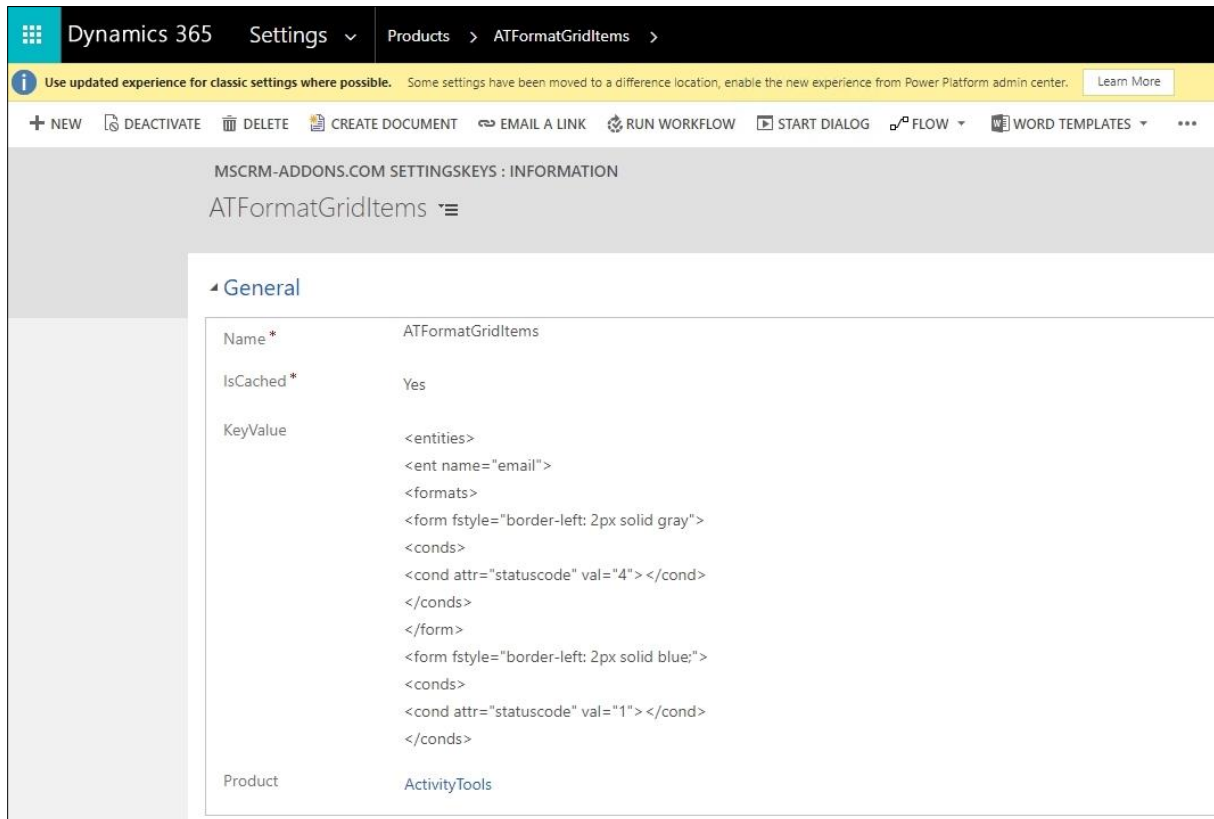 Dynamics 365 Settings Products > ATFormatGridItems >
Use updated experience for classic settings where possible. Some settings have been moved to a difference location, enable the new experience from Power Platform admin center. Learn More
+ NEW DEACTIVATE DELETE CREATE DOCUMENT EMAIL A LINK RUN WORKFLOW START DIALOG FLOW WORD TEMPLATES ...
MSCRM-ADDONS.COM SETTINGSKEYS : INFORMATION
ATFormatGridItems
General
Name* ATFormatGridItems
IsCached* Yes
KeyValue <entities>
<ent name="email">
<formats>
<form fstyle="border-left: 2px solid gray">
<conds>
<cond attr="statuscode" val="4"></cond>
</conds>
</form>
<form fstyle="border-left: 2px solid blue;">
<conds>
<cond attr="statuscode" val="1"></cond>
</conds>
Product ActivityTools